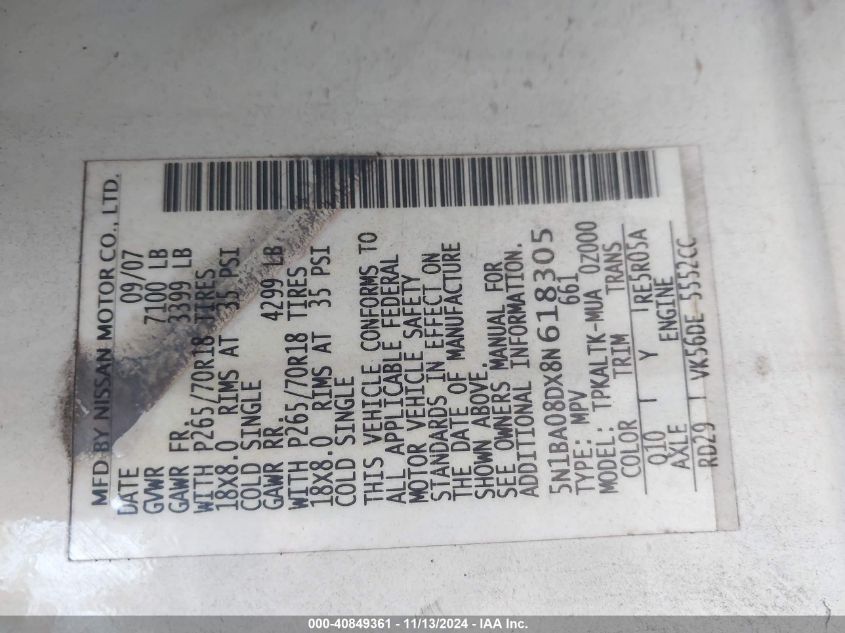 MFD BY NISSAN MOTOR CO., LTD.
DATE 09/07
GVWR 7100 LB
GAWR FR. 3399 LB
WITH P265/70R18 TIRES
18X8.0 RIMS AT 35 PSI
COLD SINGLE
GAWR RR. 4299 LB
WITH P265/70R18 TIRES
18X8.0 RIMS AT 35 PSI
COLD SINGLE
THIS VEHICLE CONFORMS TO
ALL APPLICABLE FEDERAL
MOTOR VEHICLE SAFETY
STANDARDS IN EFFECT ON
THE DATE OF MANUFACTURE
SHOWN ABOVE.
SEE OWNERS MANUAL FOR
ADDITIONAL INFORMATION.
5N1BA08DX8N618305
TYPE: MPV 661
MODEL: TPKALTK-MUA 0Z000
COLOR TRIM TRANS
Q10 T Y RE5R05A
AXLE ENGINE
RD29 VK56DE 5552CC
000-40849361 - 11/13/2024 - IAA Inc.